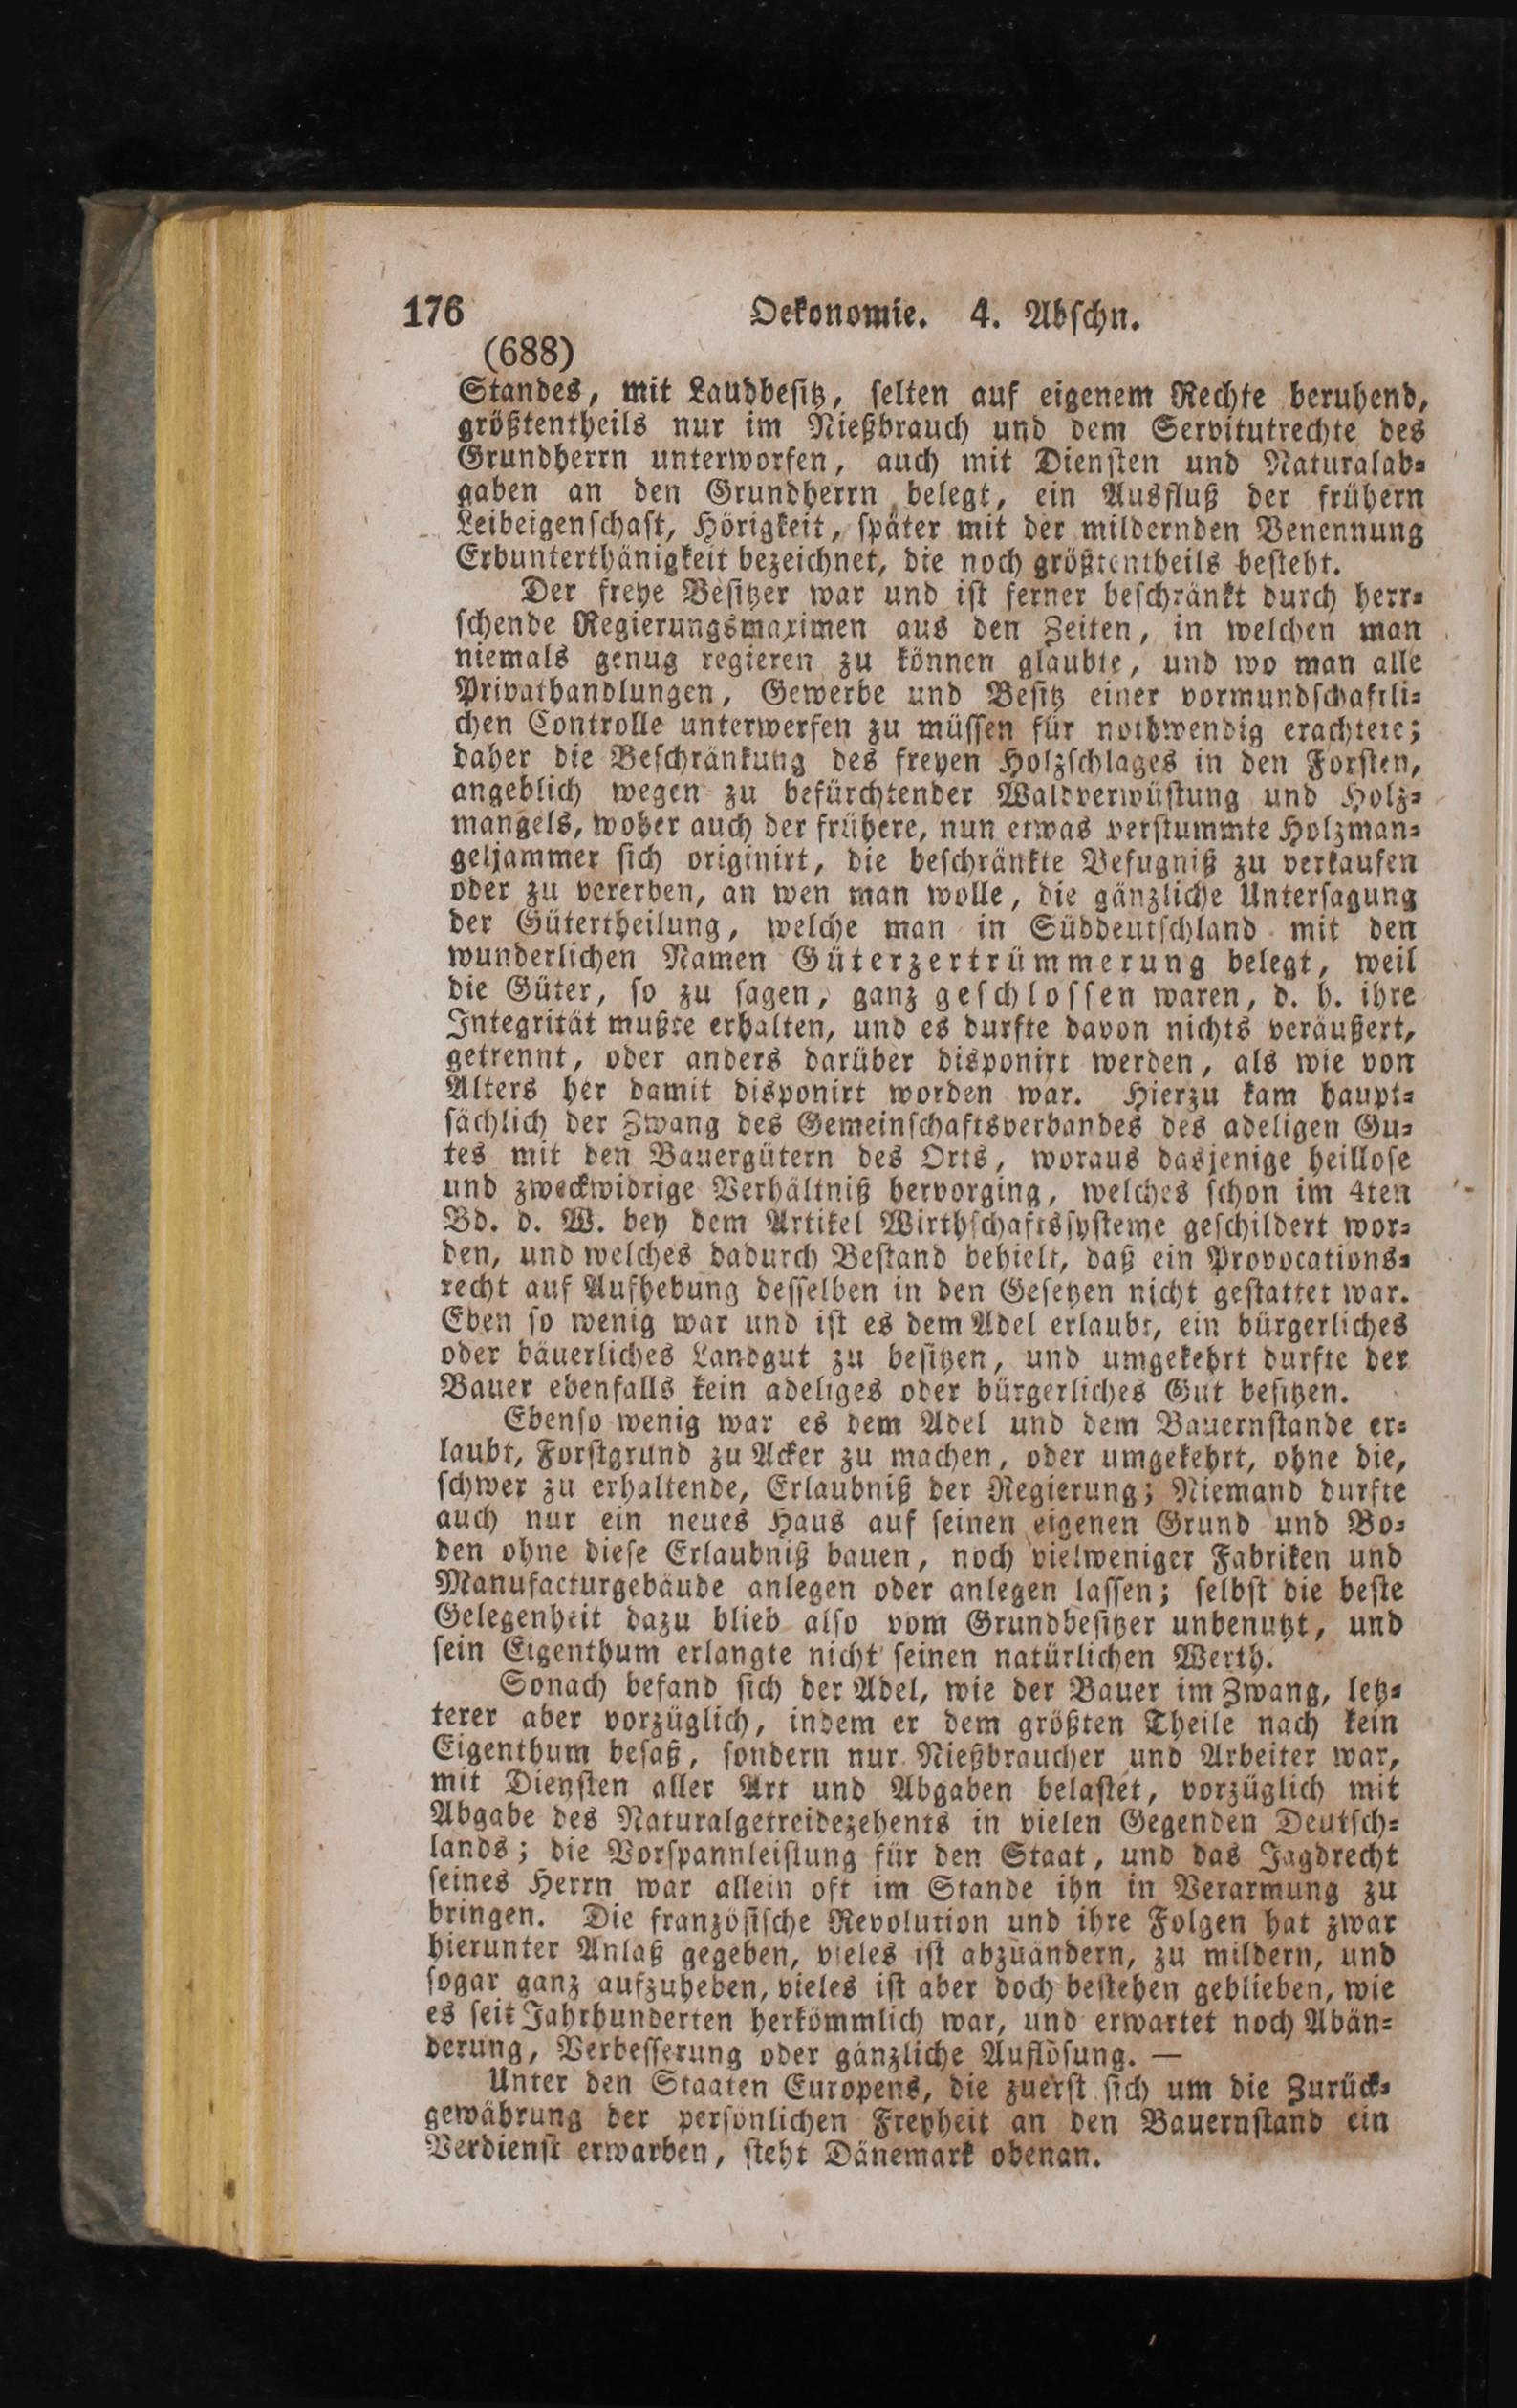 176 Oekonomie. 4. Abschn.
(688)
Standes, mit Laudbesitz, selten auf eigenem Rechte beruhend,
größtentheils nur im Nießbrauch und dem Servitutrechte des
Grundherrn unterworfen, auch mit Diensten und Naturalab-
gaben an den Grundherrn belegt, ein Ausfluß der frühern
Leibeigenschaft, Hörigkeit, später mit der mildernden Benennung
Erbunterthänigkeit bezeichnet, die noch größtentheils besteht.
Der freye Besitzer war und ist ferner beschränkt durch herr-
schende Regierungsmaximen aus den Zeiten, in welchen man
niemals genug regieren zu können glaubte, und wo man alle
Privathandlungen, Gewerbe und Besitz einer vormundschaftli-
chen Controlle unterwerfen zu müssen für nothwendig erachtete;
daher die Beschränkung des freyen Holzschlages in den Forsten,
angeblich wegen zu befürchtender Waldverwüstung und Holz-
mangels, woher auch der frühere, nun etwas verstummte Holzman-
geljammer sich originirt, die beschränkte Befugniß zu verkaufen
oder zu vererben, an wen man wolle, die gänzliche Untersagung
der Gütertheilung, welche man in Süddeutschland mit den
wunderlichen Namen Güterzertrümmerung belegt, weil
die Güter, so zu sagen, ganz geschlossen waren, d. h. ihre
Integrität mußte erhalten, und es durfte davon nichts veräußert,
getrennt, oder anders darüber disponirt werden, als wie von
Alters her damit disponirt worden war. Hierzu kam haupt-
sächlich der Zwang des Gemeinschaftsverbandes des adeligen Gu-
tes mit den Bauergütern des Orts, woraus dasjenige heillose
und zweckwidrige Verhältniß hervorging, welches schon im 4ten
Bd. d. W. bey dem Artikel Wirthschaftssysteme geschildert wor-
den, und welches dadurch Bestand behielt, daß ein Provocations-
recht auf Aufhebung desselben in den Gesetzen nicht gestattet war.
Eben so wenig war und ist es dem Adel erlaubt, ein bürgerliches
oder bäuerliches Landgut zu besitzen, und umgekehrt durfte der
Bauer ebenfalls kein adeliges oder bürgerliches Gut besitzen.
Ebenso wenig war es dem Adel und dem Bauernstande er-
laubt, Forstgrund zu Acker zu machen, oder umgekehrt, ohne die,
schwer zu erhaltende, Erlaubniß der Regierung; Niemand durfte
auch nur ein neues Haus auf seinen eigenen Grund und Bo-
den ohne diese Erlaubniß bauen, noch vielweniger Fabriken und
Manufacturgebäude anlegen oder anlegen lassen; selbst die beste
Gelegenheit dazu blieb also vom Grundbesitzer unbenutzt, und
sein Eigenthum erlangte nicht seinen natürlichen Werth.
Sonach befand sich der Adel, wie der Bauer im Zwang, letz-
terer aber vorzüglich, indem er dem größten Theile nach kein
Eigenthum besaß, sondern nur Nießbraucher und Arbeiter war,
mit Diensten aller Art und Abgaben belastet, vorzüglich mit
Abgabe des Naturalgetreidezehents in vielen Gegenden Deutsch-
lands; die Vorspannleistung für den Staat, und das Jagdrecht
seines Herrn war allein oft im Stande ihn in Verarmung zu
bringen. Die französische Revolution und ihre Folgen hat zwar
hierunter Anlaß gegeben, vieles ist abzuändern, zu mildern, und
sogar ganz aufzuheben, vieles ist aber doch bestehen geblieben, wie
es seit Jahrhunderten herkömmlich war, und erwartet noch Abän-
derung, Verbesserung oder gänzliche Auflösung. —
Unter den Staaten Europens, die zuerst sich um die Zurück-
gewährung der persönlichen Freyheit an den Bauernstand ein
Verdienst erwarben, steht Dänemark obenan.